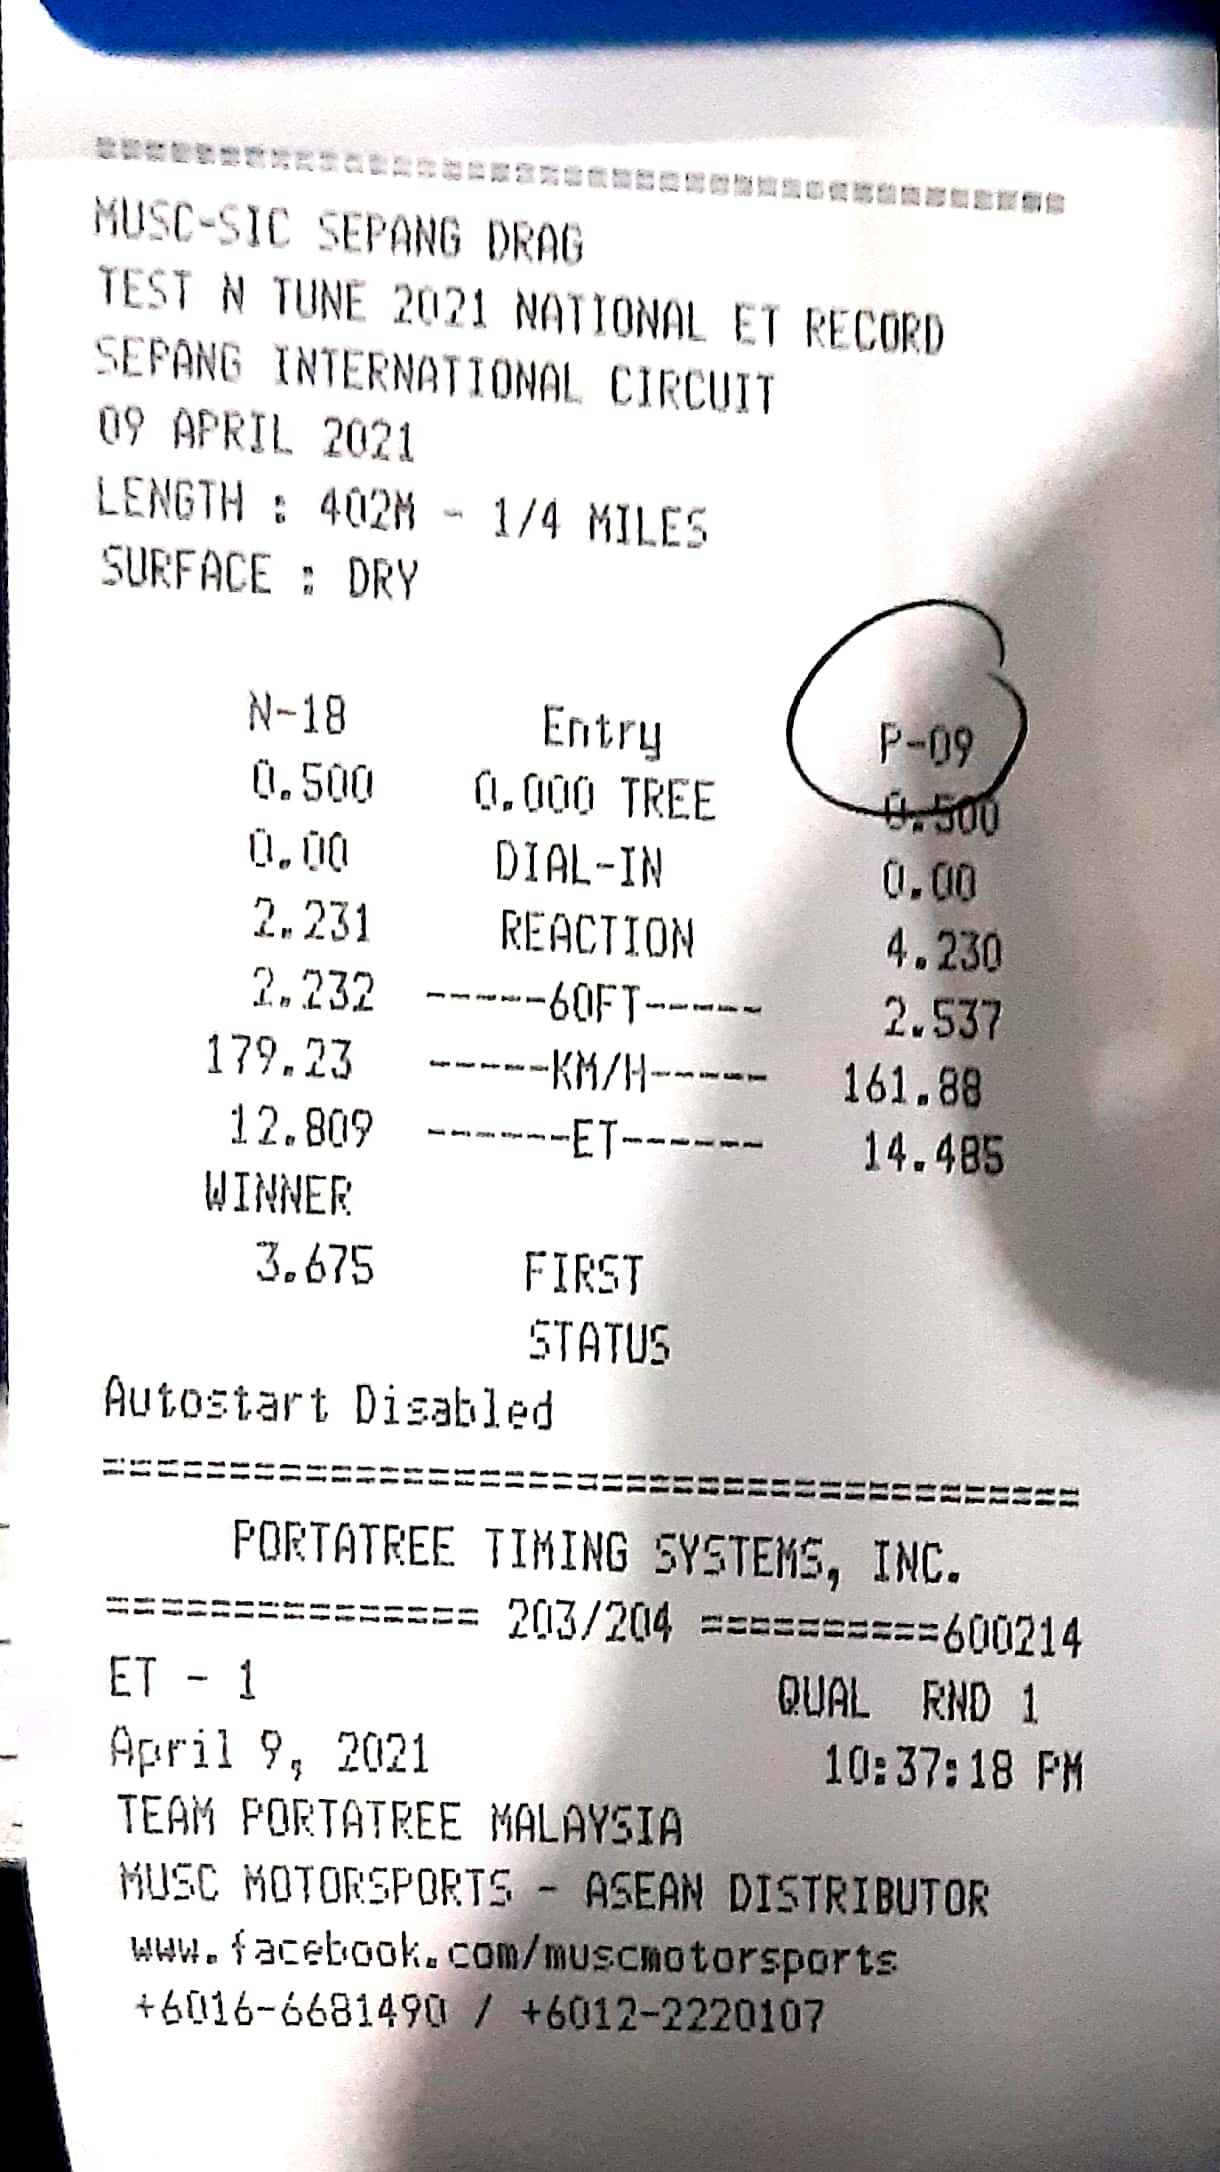 ========================================
MUSC-SIC SEPANG DRAG
TEST N TUNE 2021 NATIONAL ET RECORD
SEPANG INTERNATIONAL CIRCUIT
09 APRIL 2021
LENGTH : 402M - 1/4 MILES
SURFACE : DRY
N-18 Entry P-09
0.500 0.000 TREE 0.500
0.00 DIAL-IN 0.00
2.231 REACTION 4.230
2.232 -----60FT----- 2.537
179.23 -----KM/H----- 161.88
12.809 ------ET------ 14.485
WINNER
3.675 FIRST
STATUS
Autostart Disabled
========================================
PORTATREE TIMING SYSTEMS, INC.
=============== 203/204 ==========600214
ET - 1 QUAL RND 1
April 9, 2021 10:37:18 PM
TEAM PORTATREE MALAYSIA
MUSC MOTORSPORTS - ASEAN DISTRIBUTOR
www.facebook.com/muscmotorsports
+6016-6681490 / +6012-2220107